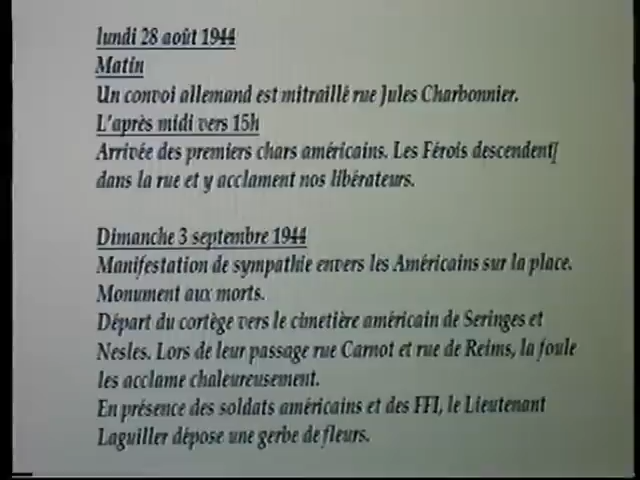 lundi 28 août 1944
Matin
Un convoi allemand est mitraillé rue Jules Charbonnier.
L'après midi vers 15h
Arrivée des premiers chars américains. Les Férois descendent
dans la rue et y acclament nos libérateurs.
Dimanche 3 septembre 1944
Manifestation de sympathie envers les Américains sur la place.
Monument aux morts.
Départ du cortège vers le cimetière américain de Seringes et
Nesles. Lors de leur passage rue Carnot et rue de Reims, la foule
les acclame chaleureusement.
En présence des soldats américains et des FFI, le Lieutenant
Laguiller dépose une gerbe de fleurs.